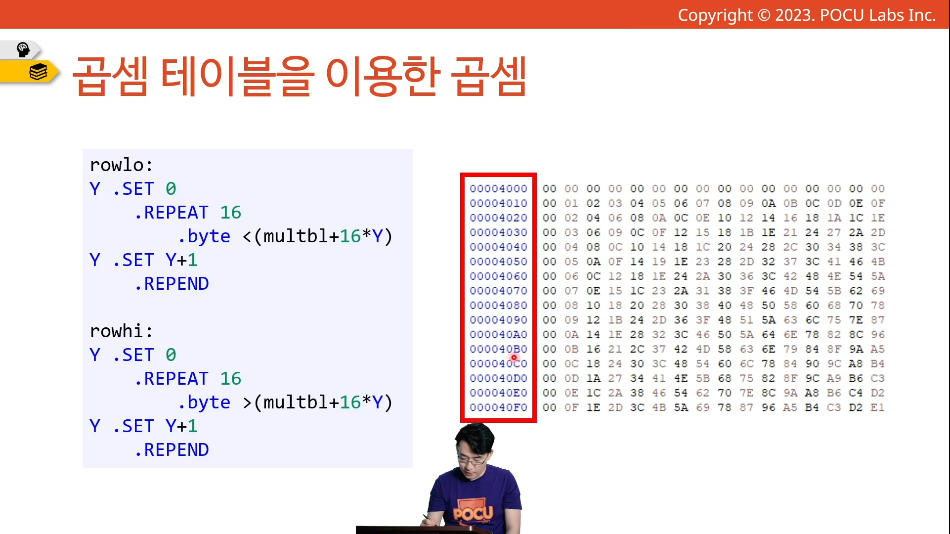 Copyright © 2023. POCU Labs Inc.
곱셈 테이블을 이용한 곱셈
rowlo:
Y .SET 0
.REPEAT 16
.byte <(multbl+16*Y)
Y .SET Y+1
.REPEND
rowhi:
Y .SET 0
.REPEAT 16
.byte >(multbl+16*Y)
Y .SET Y+1
.REPEND
00004000 00 00 00 00 00 00 00 00 00 00 00 00 00 00 00 00
00004010 00 01 02 03 04 05 06 07 08 09 0A 0B 0C 0D 0E 0F
00004020 00 02 04 06 08 0A 0C 0E 10 12 14 16 18 1A 1C 1E
00004030 00 03 06 09 0C 0F 12 15 18 1B 1E 21 24 27 2A 2D
00004040 00 04 08 0C 10 14 18 1C 20 24 28 2C 30 34 38 3C
00004050 00 05 0A 0F 14 19 1E 23 28 2D 32 37 3C 41 46 4B
00004060 00 06 0C 12 18 1E 24 2A 30 36 3C 42 48 4E 54 5A
00004070 00 07 0E 15 1C 23 2A 31 38 3F 46 4D 54 5B 62 69
00004080 00 08 10 18 20 28 30 38 40 48 50 58 60 68 70 78
00004090 00 09 12 1B 24 2D 36 3F 48 51 5A 63 6C 75 7E 87
000040A0 00 0A 14 1E 28 32 3C 46 50 5A 64 6E 78 82 8C 96
000040B0 00 0B 16 21 2C 37 42 4D 58 63 6E 79 84 8F 9A A5
000040C0 00 0C 18 24 30 3C 48 54 60 6C 78 84 90 9C A8 B4
000040D0 00 0D 1A 27 34 41 4E 5B 68 75 82 8F 9C A9 B6 C3
000040E0 00 0E 1C 2A 38 46 54 62 70 7E 8C 9A A8 B6 C4 D2
000040F0 00 0F 1E 2D 3C 4B 5A 69 78 87 96 A5 B4 C3 D2 E1
POCU